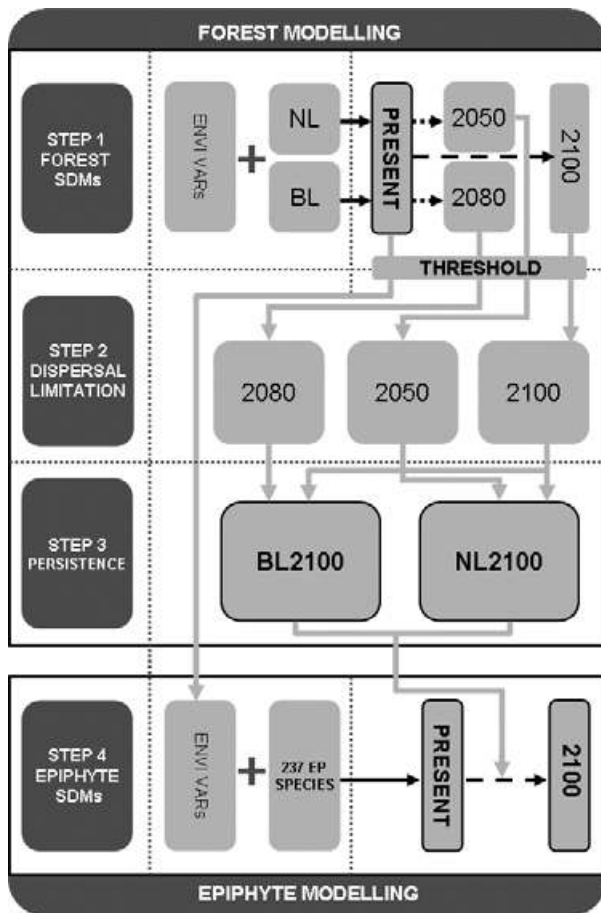 FOREST MODELLING
STEP 1
FOREST
SDMs
ENVI VARs
+
NL
BL
PRESENT
2050
2080
2100
THRESHOLD
STEP 2
DISPERSAL
LIMITATION
2080
2050
2100
STEP 3
PERSISTENCE
BL2100
NL2100
STEP 4
EPIPHYTE
SDMs
ENVI VARs
+
237 EP
SPECIES
PRESENT
2100
EPIPHYTE MODELLING